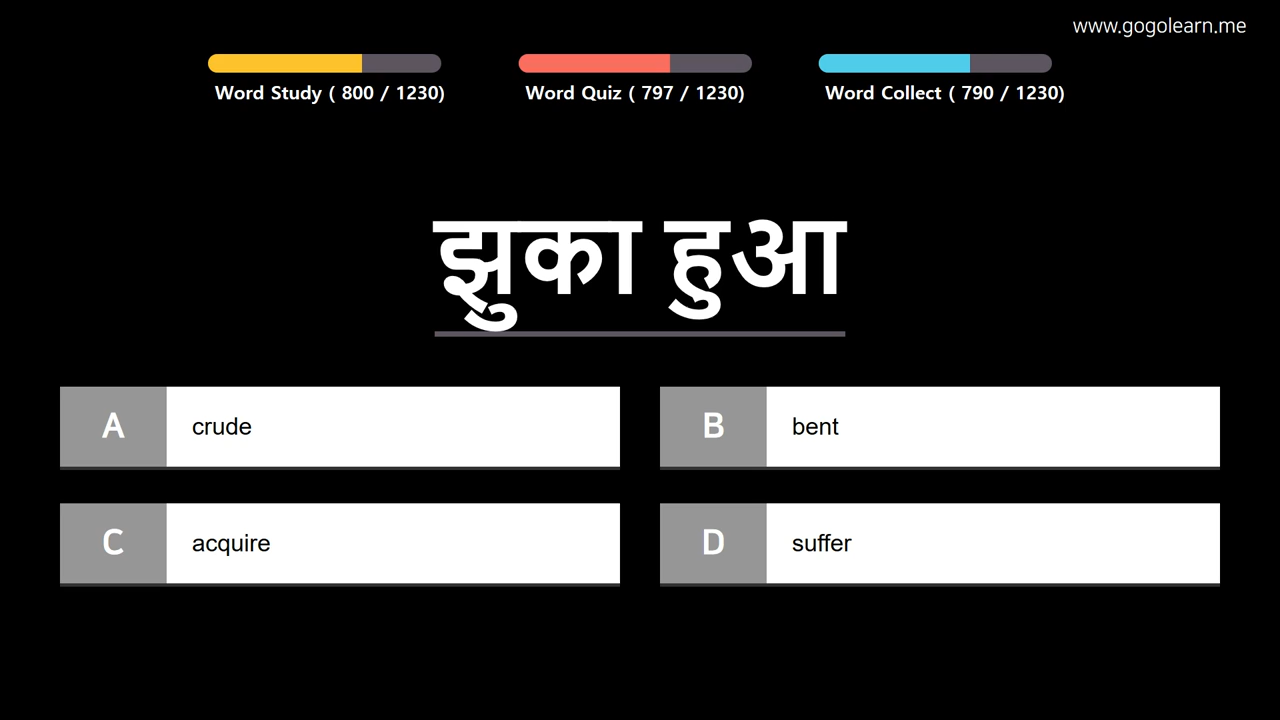 www.gogolearn.me
Word Study ( 800 / 1230)
Word Quiz ( 797 / 1230)
Word Collect ( 790 / 1230)
झुका हुआ
A crude
B bent
C acquire
D suffer